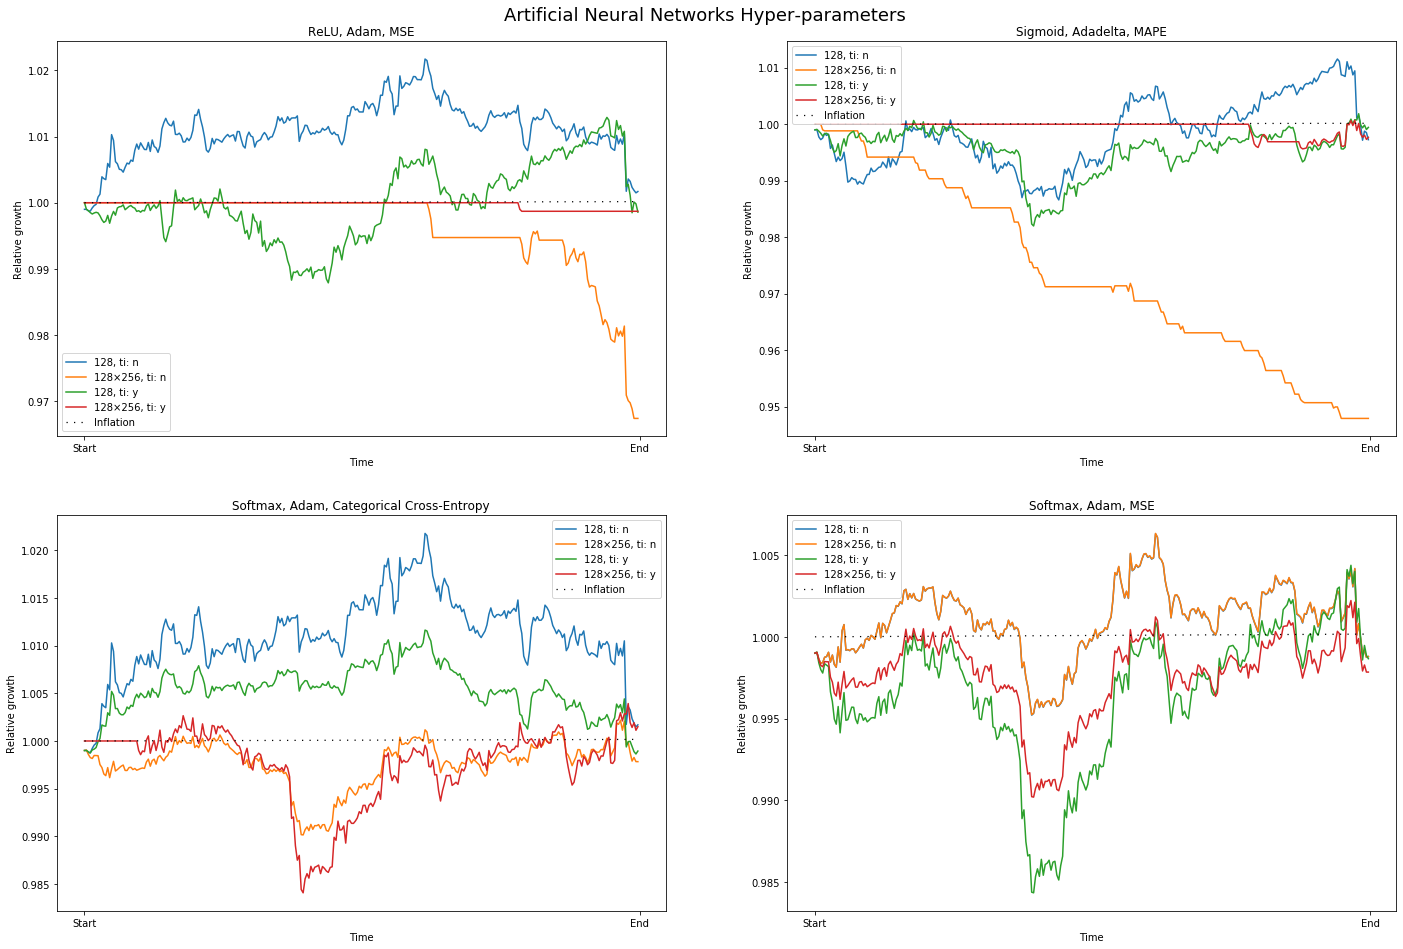 Artificial Neural Networks Hyper-parameters
ReLU, Adam, MSE
Relative growth
1.02
1.01
1.00
0.99
0.98
0.97
128, ti: n
128×256, ti: n
128, ti: y
128×256, ti: y
Inflation
Start
End
Time
Sigmoid, Adadelta, MAPE
Relative growth
1.01
1.00
0.99
0.98
0.97
0.96
0.95
128, ti: n
128×256, ti: n
128, ti: y
128×256, ti: y
Inflation
Start
End
Time
Softmax, Adam, Categorical Cross-Entropy
Relative growth
1.020
1.015
1.010
1.005
1.000
0.995
0.990
0.985
128, ti: n
128×256, ti: n
128, ti: y
128×256, ti: y
Inflation
Start
End
Time
Softmax, Adam, MSE
Relative growth
1.005
1.000
0.995
0.990
0.985
128, ti: n
128×256, ti: n
128, ti: y
128×256, ti: y
Inflation
Start
End
Time